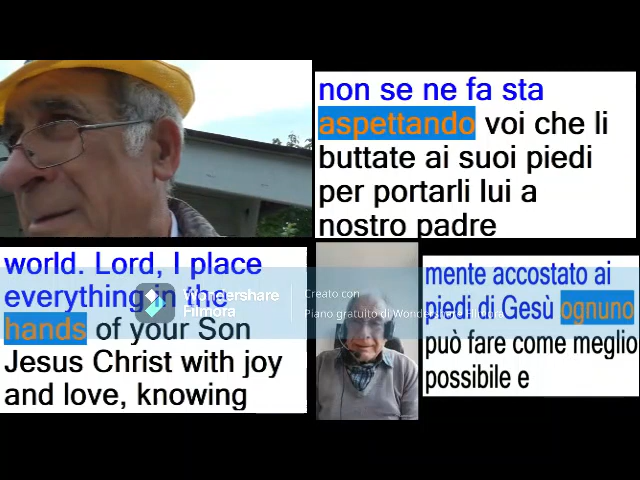 non se ne fa sta
aspettando voi che li
buttate ai suoi piedi
per portarli lui a
nostro padre
world. Lord, I place
everything in the
hands of your Son
Jesus Christ with joy
and love, knowing
Wondershare
Filmora
Creato con
Piano gratuito di Wondershare Filmora
mente accostato ai
piedi di Gesù ognuno
può fare come meglio
possibile e